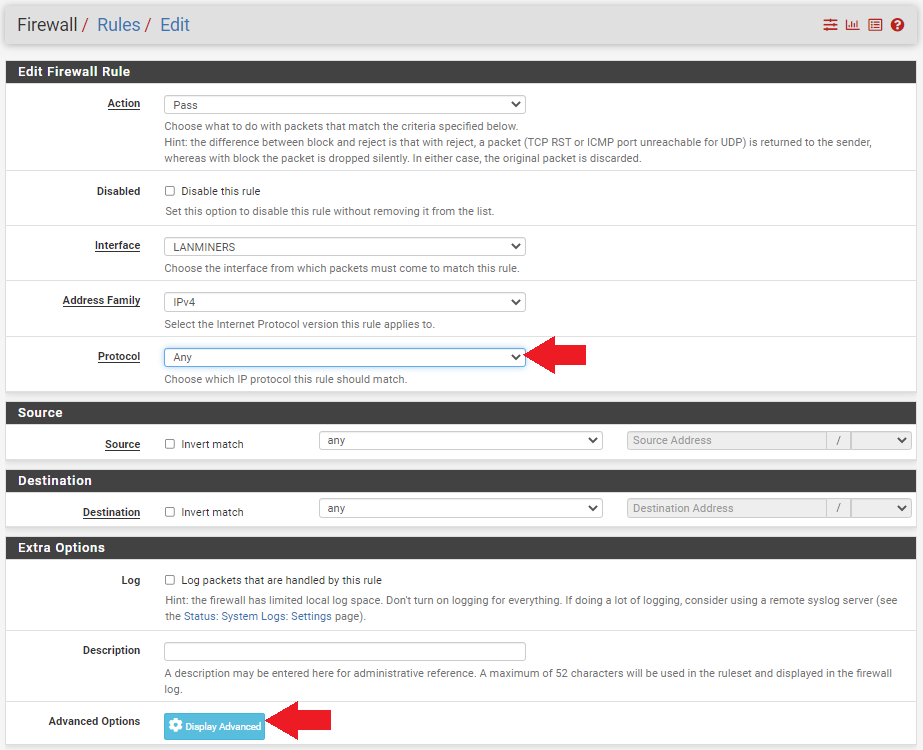 Firewall / Rules / Edit
Edit Firewall Rule
Action
Pass
Choose what to do with packets that match the criteria specified below.
Hint: the difference between block and reject is that with reject, a packet (TCP RST or ICMP port unreachable for UDP) is returned to the sender,
whereas with block the packet is dropped silently. In either case, the original packet is discarded.
Disabled
Disable this rule
Set this option to disable this rule without removing it from the list.
Interface
LANMINERS
Choose the interface from which packets must come to match this rule.
Address Family
IPv4
Select the Internet Protocol version this rule applies to.
Protocol
Any
Choose which IP protocol this rule should match.
Source
Source
Invert match
any
Source Address
/
Destination
Destination
Invert match
any
Destination Address
/
Extra Options
Log
Log packets that are handled by this rule
Hint: the firewall has limited local log space. Don't turn on logging for everything. If doing a lot of logging, consider using a remote syslog server (see
the Status: System Logs: Settings page).
Description
A description may be entered here for administrative reference. A maximum of 52 characters will be used in the ruleset and displayed in the firewall
log.
Advanced Options
Display Advanced